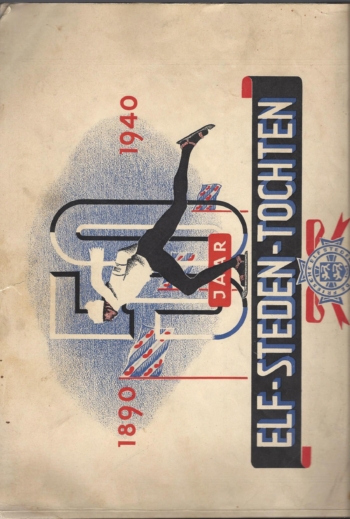 1890 1940
50
JAAR
ELF-STEDEN-TOCHTEN